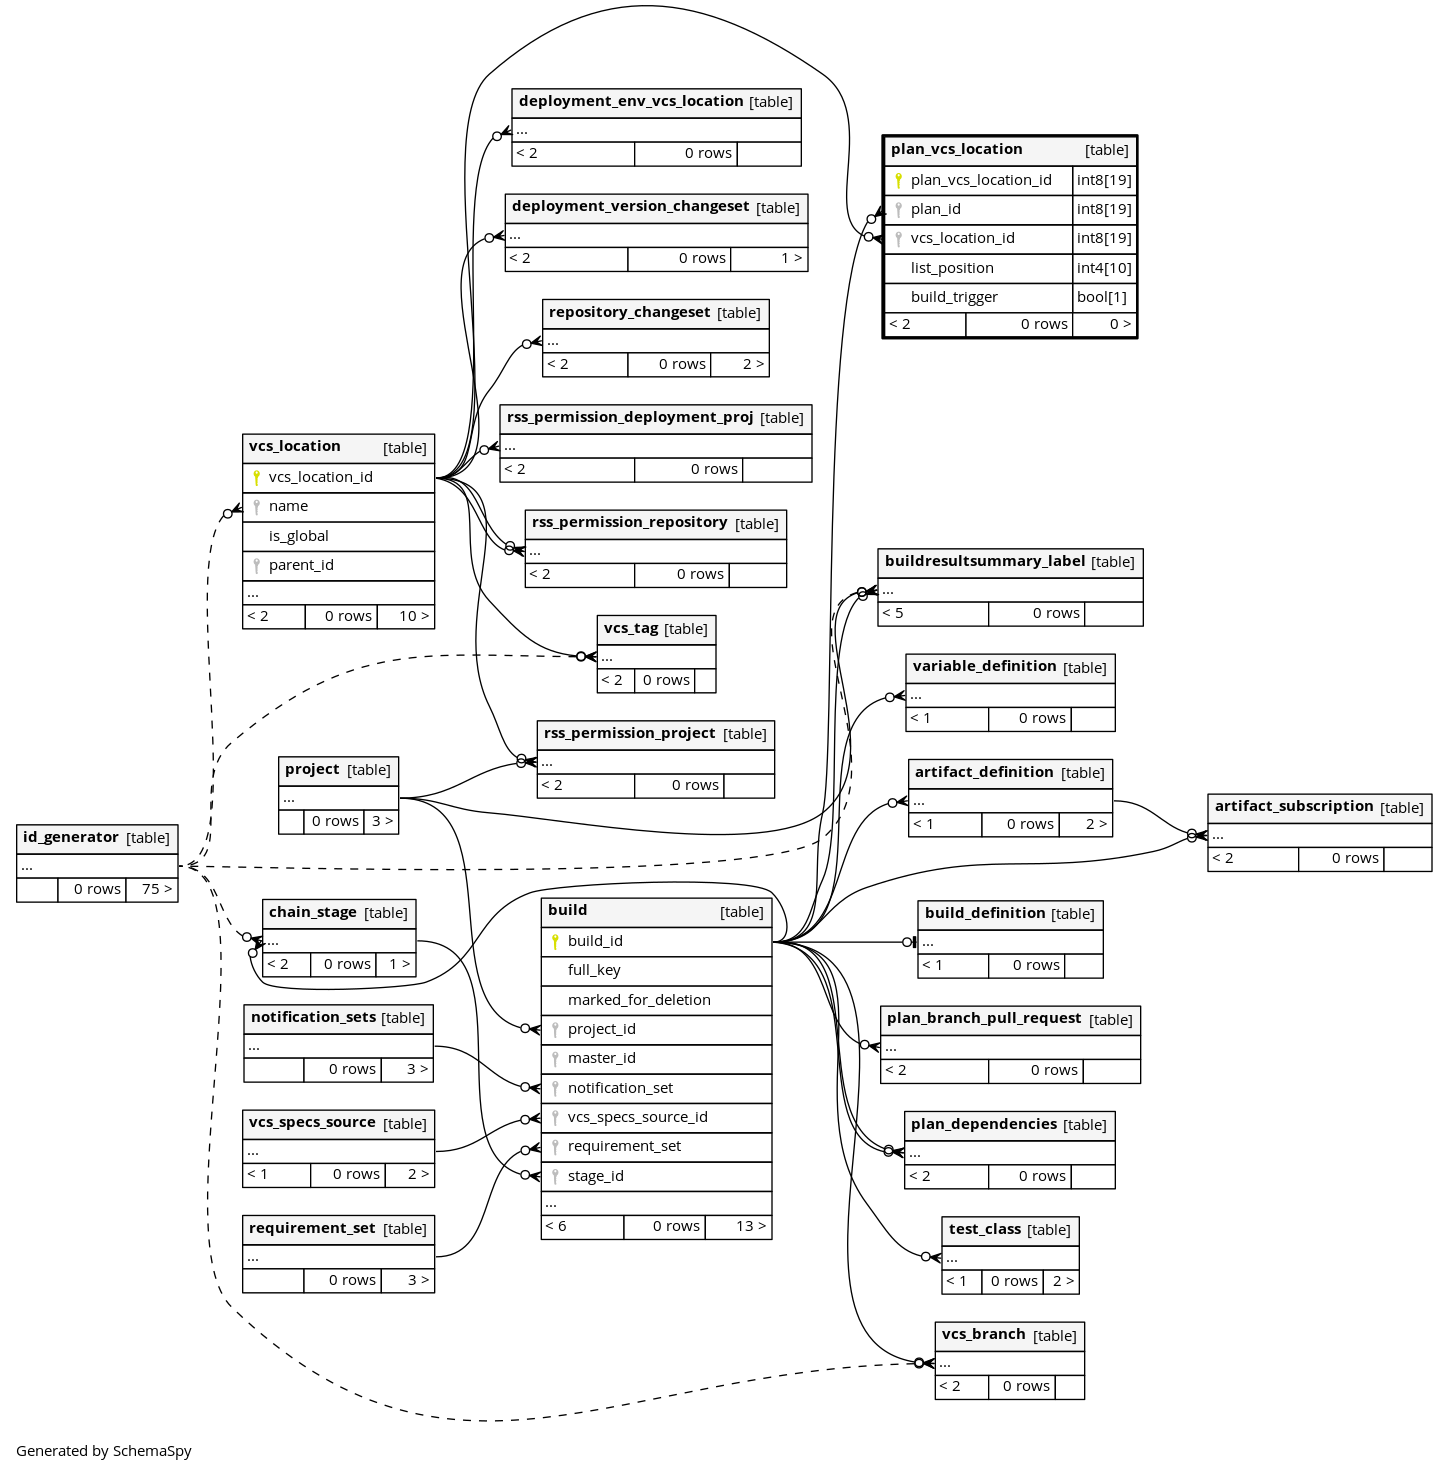 deployment_env_vcs_location [table]
...
< 2 0 rows
deployment_version_changeset [table]
...
< 2 0 rows 1 >
repository_changeset [table]
...
< 2 0 rows 2 >
rss_permission_deployment_proj [table]
...
< 2 0 rows
rss_permission_repository [table]
...
< 2 0 rows
vcs_tag [table]
...
< 2 0 rows
rss_permission_project [table]
...
< 2 0 rows
plan_vcs_location [table]
plan_vcs_location_id int8[19]
plan_id int8[19]
vcs_location_id int8[19]
list_position int4[10]
build_trigger bool[1]
< 2 0 rows 0 >
vcs_location [table]
vcs_location_id
name
is_global
parent_id
...
< 2 0 rows 10 >
project [table]
...
0 rows 3 >
id_generator [table]
...
0 rows 75 >
chain_stage [table]
...
< 2 0 rows 1 >
notification_sets [table]
...
0 rows 3 >
vcs_specs_source [table]
...
< 1 0 rows 2 >
requirement_set [table]
...
0 rows 3 >
build [table]
build_id
full_key
marked_for_deletion
project_id
master_id
notification_set
vcs_specs_source_id
requirement_set
stage_id
...
< 6 0 rows 13 >
buildresultsummary_label [table]
...
< 5 0 rows
variable_definition [table]
...
< 1 0 rows
artifact_definition [table]
...
< 1 0 rows 2 >
artifact_subscription [table]
...
< 2 0 rows
build_definition [table]
...
< 1 0 rows
plan_branch_pull_request [table]
...
< 2 0 rows
plan_dependencies [table]
...
< 2 0 rows
test_class [table]
...
< 1 0 rows 2 >
vcs_branch [table]
...
< 2 0 rows
Generated by SchemaSpy